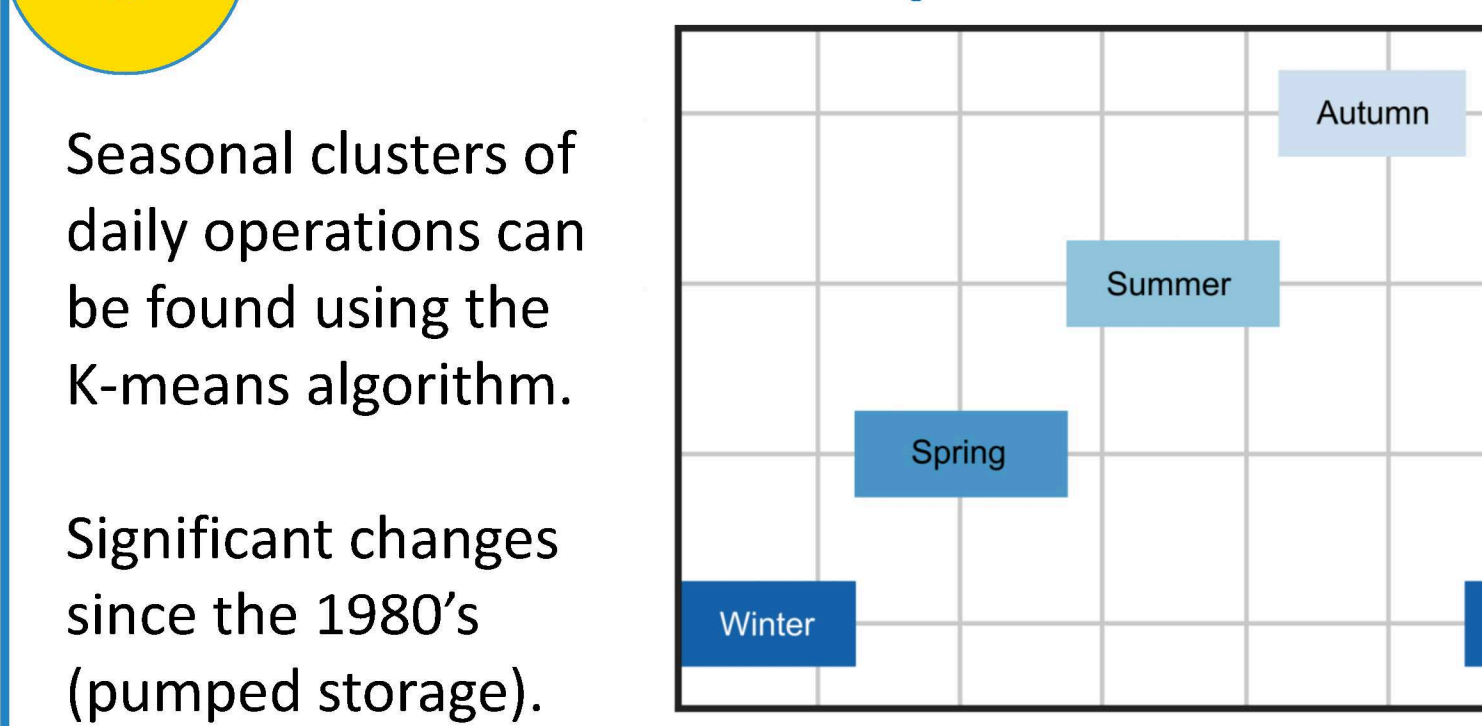 Seasonal clusters of
daily operations can
be found using the
K-means algorithm.
Significant changes
since the 1980’s
(pumped storage).
Autumn
Summer
Spring
Winter